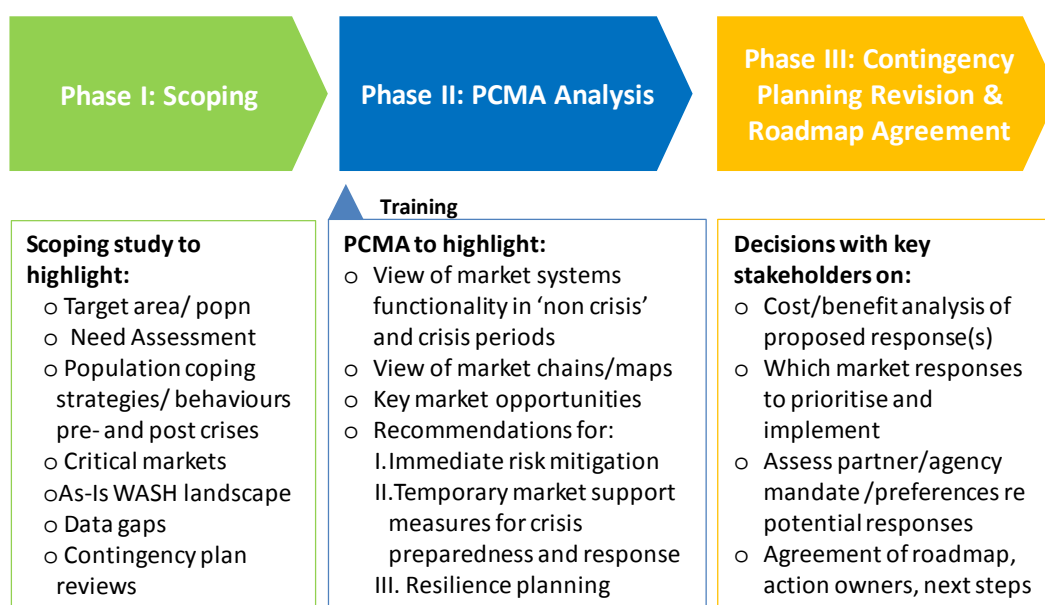 Phase I: Scoping
Phase II: PCMA Analysis
Phase III: Contingency
Planning Revision &
Roadmap Agreement
Training
Scoping study to
highlight:
o Target area/ popn
o Need Assessment
o Population coping
strategies/ behaviours
pre- and post crises
o Critical markets
oAs-Is WASH landscape
o Data gaps
o Contingency plan
reviews
PCMA to highlight:
o View of market systems
functionality in ‘non crisis’
and crisis periods
o View of market chains/maps
o Key market opportunities
o Recommendations for:
I.Immediate risk mitigation
II.Temporary market support
measures for crisis
preparedness and response
III. Resilience planning
Decisions with key
stakeholders on:
o Cost/benefit analysis of
proposed response(s)
o Which market responses
to prioritise and
implement
o Assess partner/agency
mandate /preferences re
potential responses
o Agreement of roadmap,
action owners, next steps